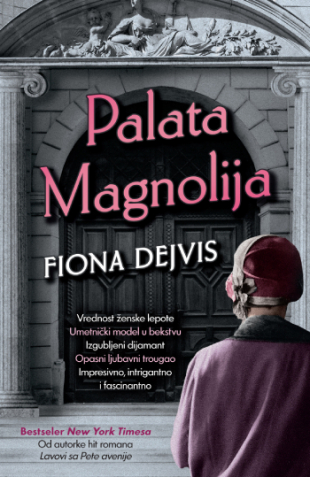 Palata
Magnolija
FIONA DEJVIS
Vrednost ženske lepote
Umetnički model u bekstvu
Izgubljeni dijamant
Opasni ljubavni trougao
Impresivno, intrigantno
i fascinantno
Bestseler New York Timesa
Od autorke hit romana
Lavovi sa Pete avenije